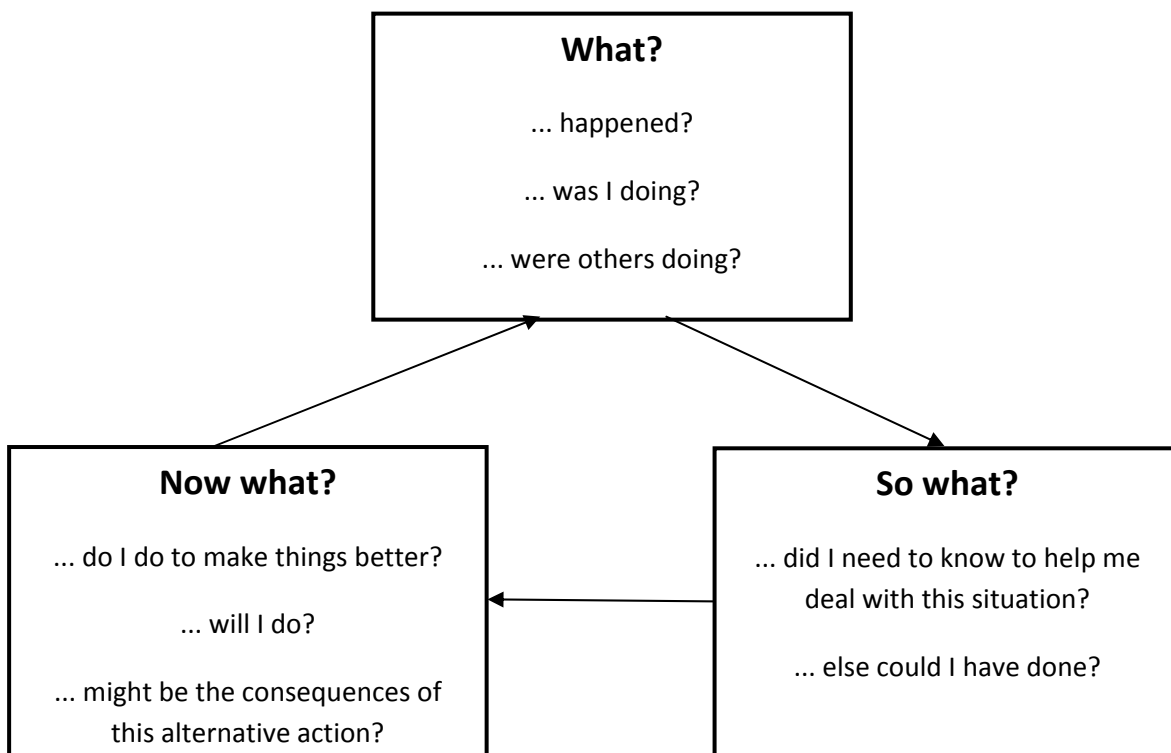 What?
... happened?
... was I doing?
... were others doing?
Now what?
... do I do to make things better?
... will I do?
... might be the consequences of
this alternative action?
So what?
... did I need to know to help me
deal with this situation?
... else could I have done?